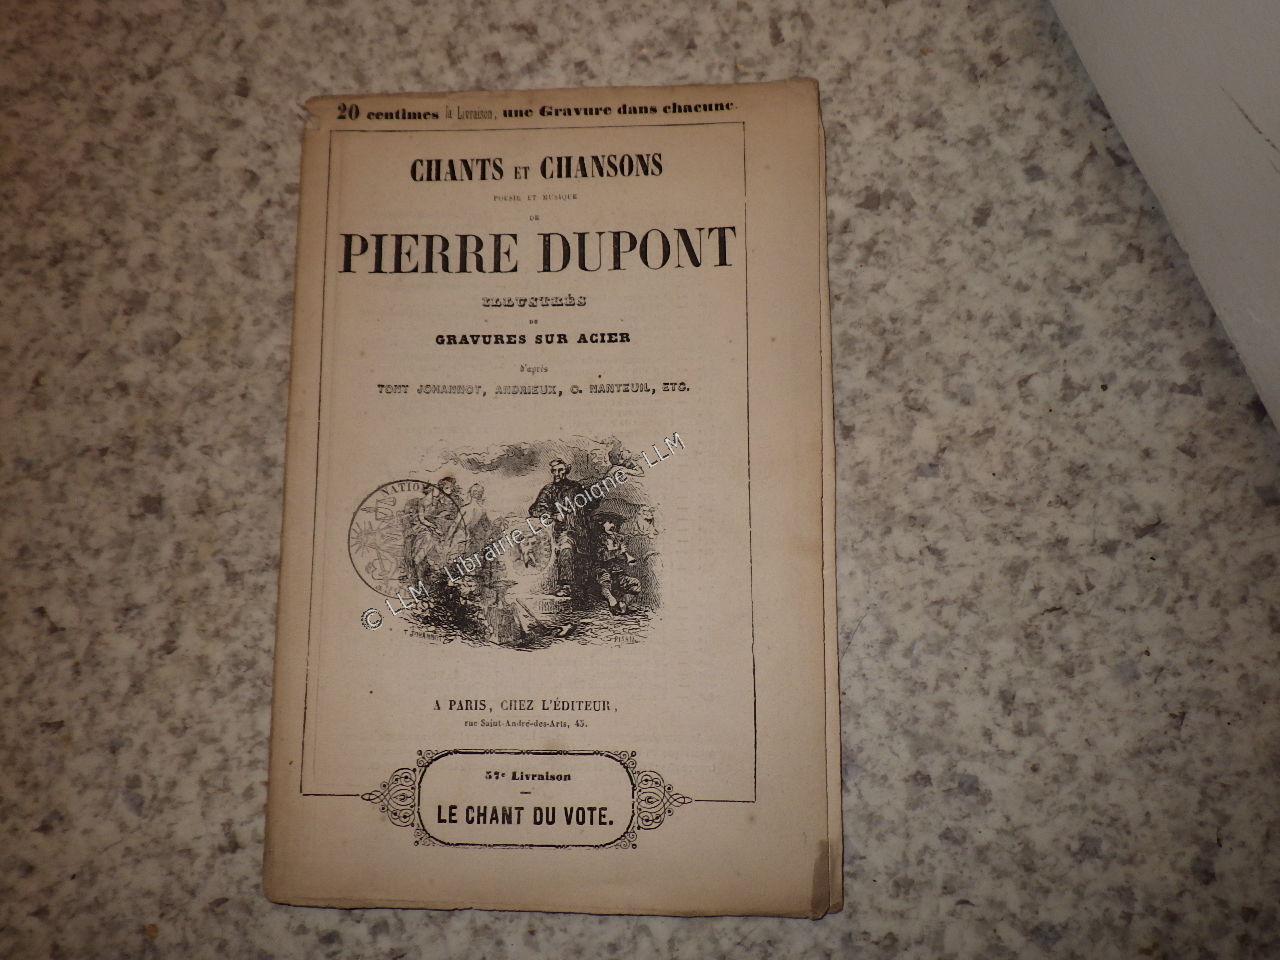 20 centimes la Livraison, une Gravure dans chacune.
CHANTS ET CHANSONS
POÉSIE ET MUSIQUE
DE
PIERRE DUPONT
ILLUSTRÉS
DE
GRAVURES SUR ACIER
D'après
TONY JOHANNOT, ANDRIEUX, C. NANTEUIL, ETC.
NATION
© LLM - Librairie Le Moigne - LLM
T. JOHANNOT
A PARIS, CHEZ L'ÉDITEUR,
rue Saint-André-des-Arts, 45.
Livraison
LE CHANT DU VOTE.